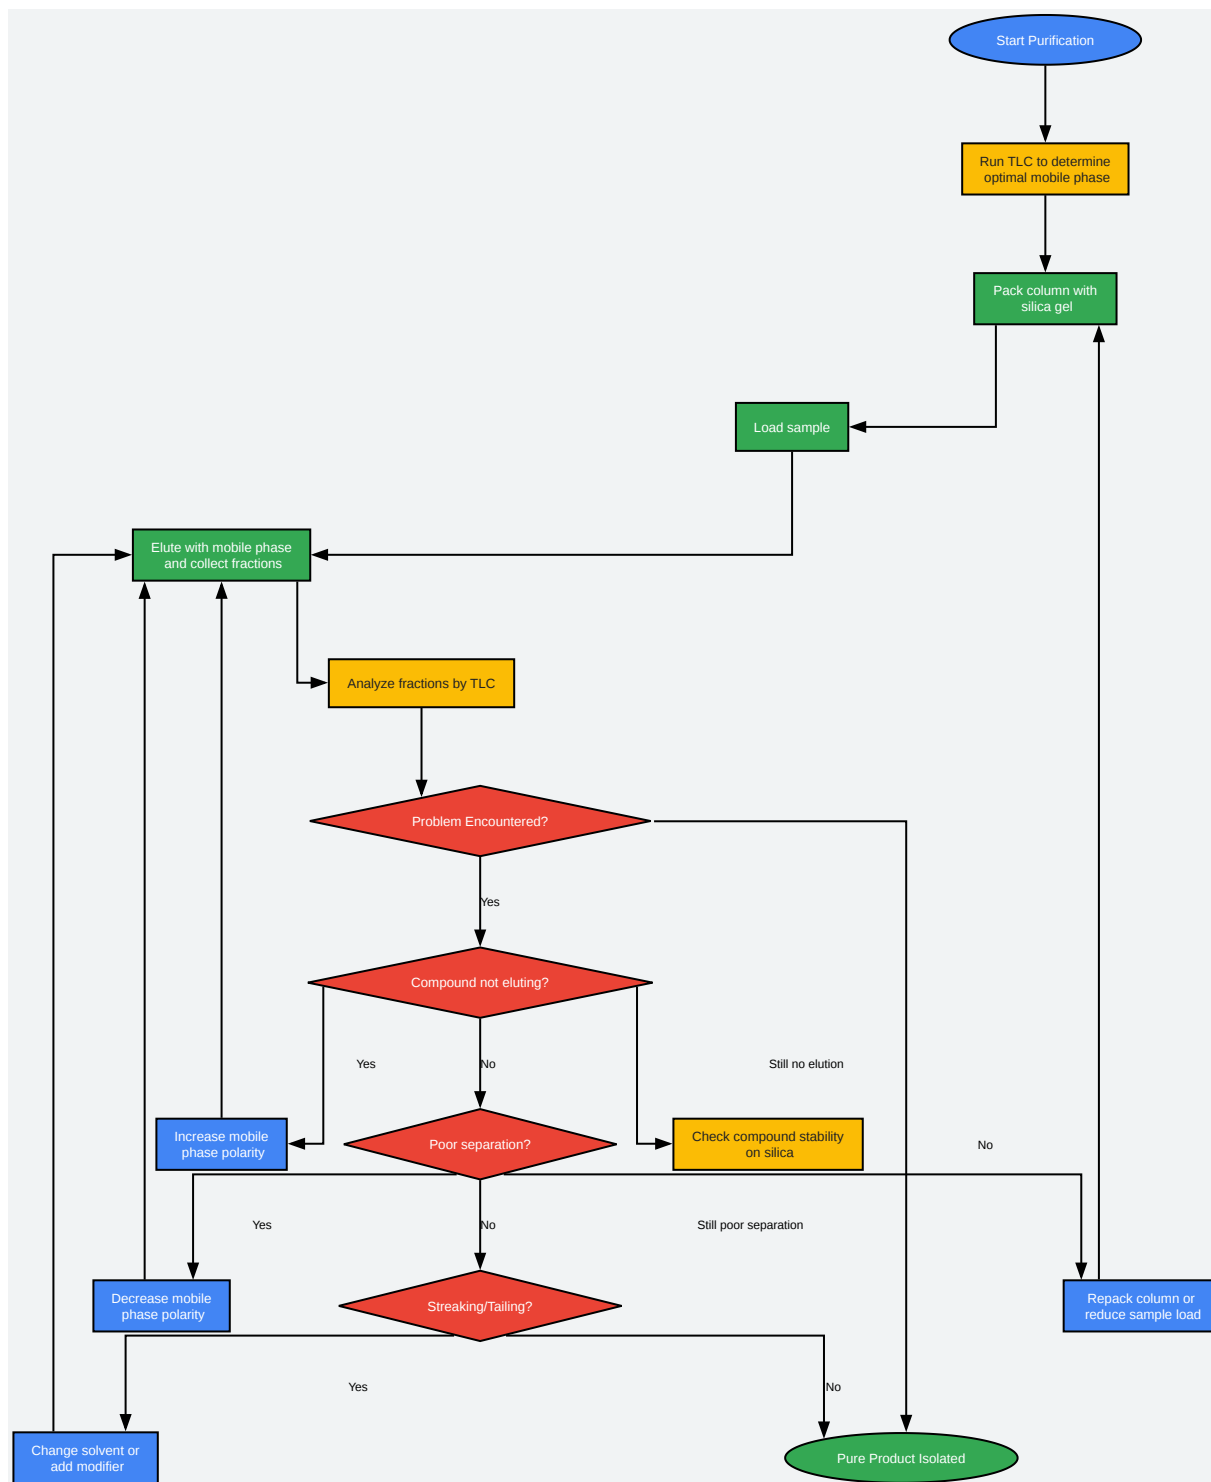 Start Purification
Run TLC to determine
optimal mobile phase
Pack column with
silica gel
Load sample
Elute with mobile phase
and collect fractions
Analyze fractions by TLC
Problem Encountered?
Yes
Compound not eluting?
Yes
No
Still no elution
Increase mobile
phase polarity
Poor separation?
Check compound stability
on silica
No
Yes
No
Still poor separation
Decrease mobile
phase polarity
Streaking/Tailing?
Repack column or
reduce sample load
Yes
No
Change solvent or
add modifier
Pure Product Isolated